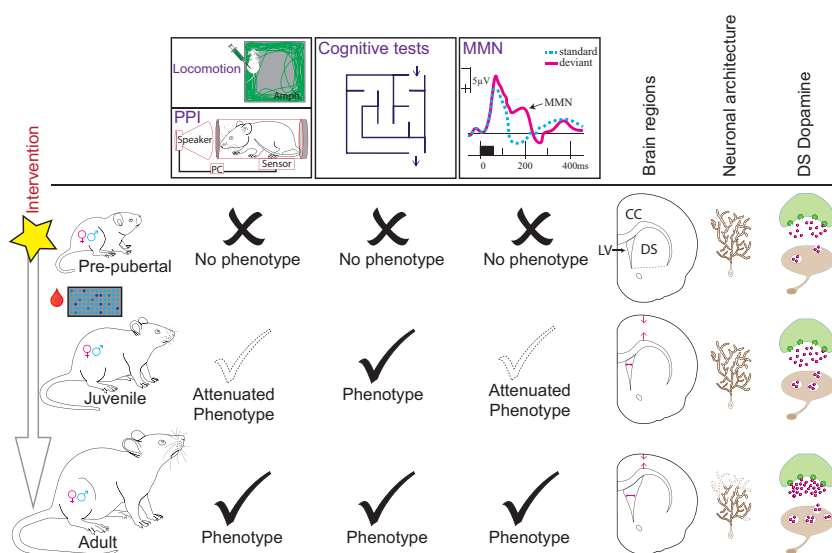 Locomotion
Amph.
PPI
Speaker
PC
Sensor
Cognitive tests
MMN
standard
deviant
5µV
MMN
0 200 400ms
Brain regions
Neuronal architecture
DS Dopamine
Intervention
♀♂
Pre-pubertal
No phenotype
No phenotype
No phenotype
CC
LV
DS
♀♂
Juvenile
Attenuated
Phenotype
Phenotype
Attenuated
Phenotype
♀♂
Adult
Phenotype
Phenotype
Phenotype